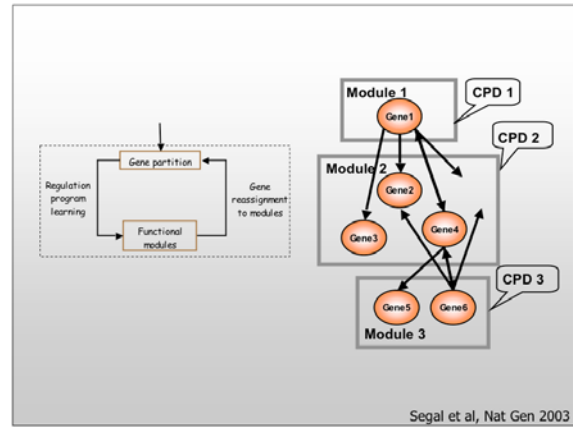 Gene partition
Regulation
program
learning
Gene
reassignment
to modules
Functional
modules
Module 1
CPD 1
Gene1
CPD 2
Module 2
Gene2
Gene3
Gene4
CPD 3
Gene5
Gene6
Module 3
Segal et al, Nat Gen 2003